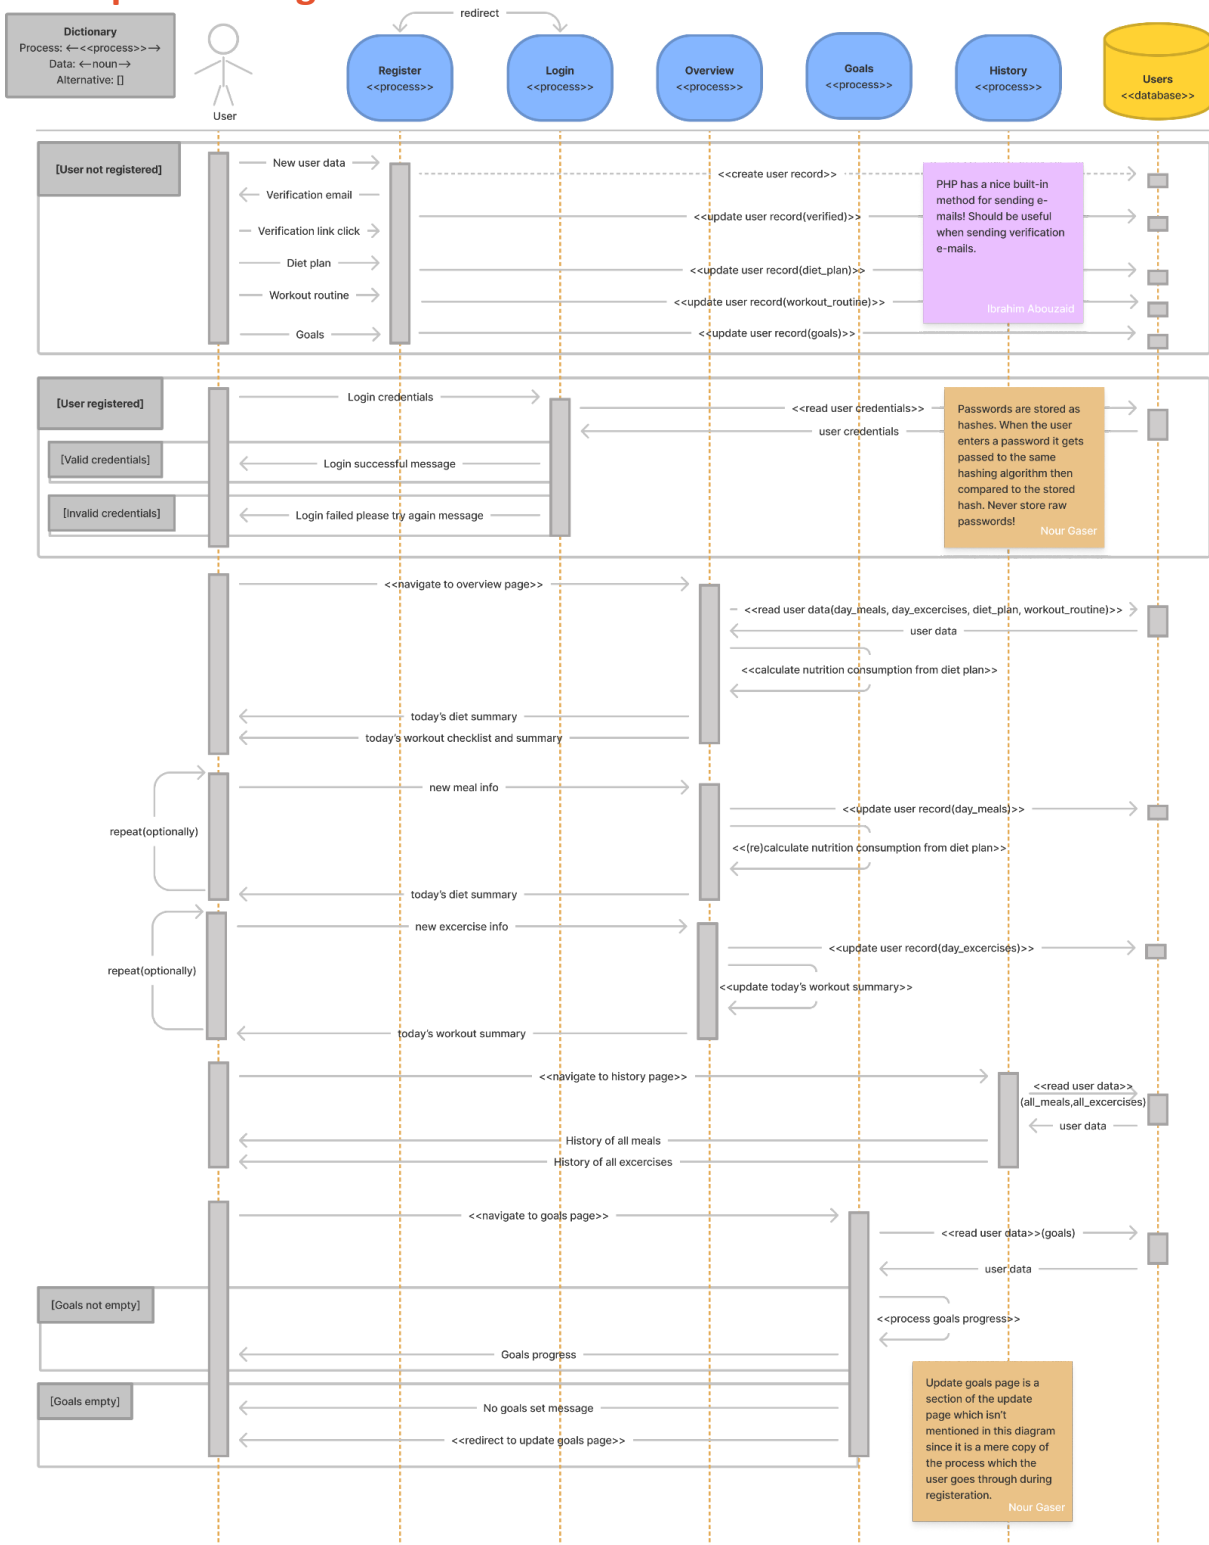 redirect
Dictionary
Process: <<process>>
Data: noun
Alternative: []
User
Register
<<process>>
Login
<<process>>
Overview
<<process>>
Goals
<<process>>
History
<<process>>
Users
<<database>>
[User not registered]
New user data
<<create user record>>
Verification email
<<update user record(verified)>>
Verification link click
Diet plan
<<update user record(diet_plan)>>
Workout routine
<<update user record(workout_routine)>>
Goals
<<update user record(goals)>>
PHP has a nice built-in
method for sending e-
mails! Should be useful
when sending verification
e-mails.
Ibrahim Abouzaid
[User registered]
Login credentials
<<read user credentials>>
user credentials
[Valid credentials]
Login successful message
[Invalid credentials]
Login failed please try again message
Passwords are stored as
hashes. When the user
enters a password it gets
passed to the same
hashing algorithm then
compared to the stored
hash. Never store raw
passwords!
Nour Gaser
<<navigate to overview page>>
<<read user data(day_meals, day_excercises, diet_plan, workout_routine)>>
user data
<<calculate nutrition consumption from diet plan>>
today's diet summary
today's workout checklist and summary
new meal info
<<update user record(day_meals)>>
repeat(optionally)
<<(re)calculate nutrition consumption from diet plan>>
today's diet summary
new excercise info
<<update user record(day_excercises)>>
repeat(optionally)
<<update today's workout summary>>
today's workout summary
<<navigate to history page>>
<<read user data>>
(all_meals,all_excercises)
user data
History of all meals
History of all excercises
<<navigate to goals page>>
<<read user data>>(goals)
user data
[Goals not empty]
<<process goals progress>>
Goals progress
[Goals empty]
No goals set message
<<redirect to update goals page>>
Update goals page is a
section of the update
page which isn't
mentioned in this diagram
since it is a mere copy of
the process which the
user goes through during
registeration.
Nour Gaser